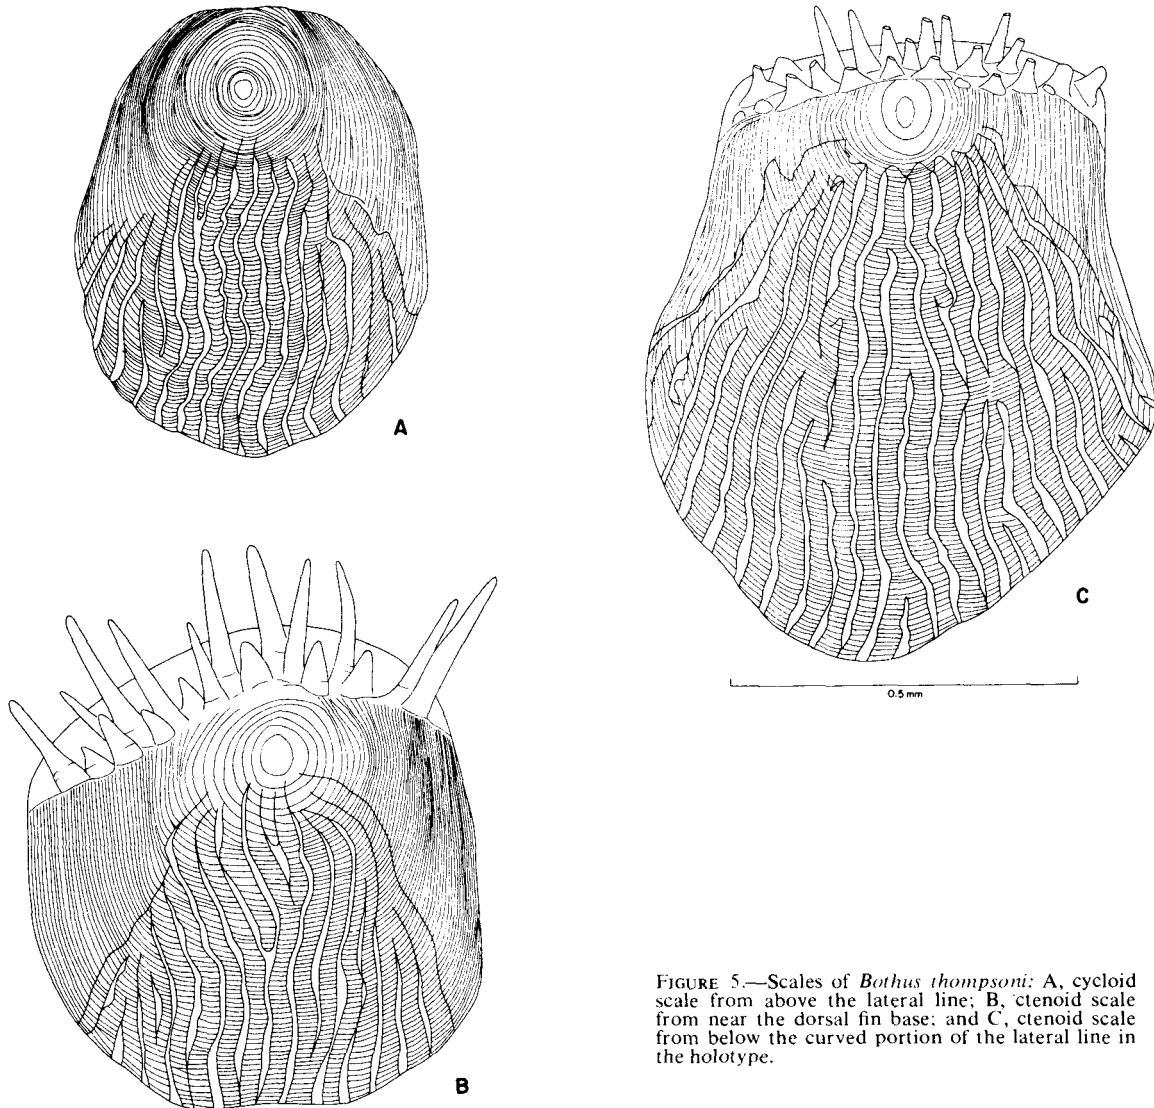 A
C
0.5 mm
B
FIGURE 5.—Scales of Bothus thompsoni: A, cycloid
scale from above the lateral line; B, ctenoid scale
from near the dorsal fin base; and C, ctenoid scale
from below the curved portion of the lateral line in
the holotype.